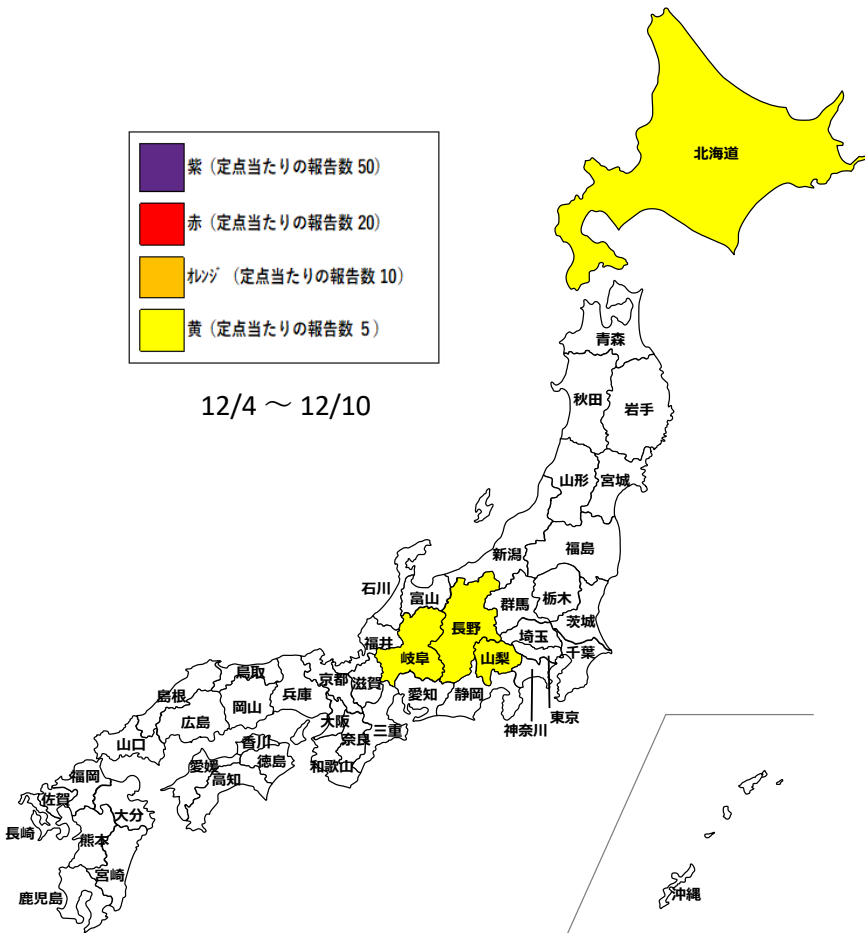 北海道
紫（定点当たりの報告数 50）
赤（定点当たりの報告数 20）
ｵﾚﾝｼﾞ （定点当たりの報告数 10）
黄（定点当たりの報告数 5）
12/4 ～ 12/10
青森
秋田
岩手
山形
宮城
新潟
福島
石川
富山
群馬
栃木
茨城
長野
埼玉
福井
岐阜
山梨
千葉
鳥取
京都
滋賀
愛知
静岡
島根
岡山
兵庫
広島
大阪
三重
神奈川
東京
山口
香川
奈良
愛媛
徳島
和歌山
福岡
高知
佐賀
大分
長崎
熊本
宮崎
鹿児島
沖縄